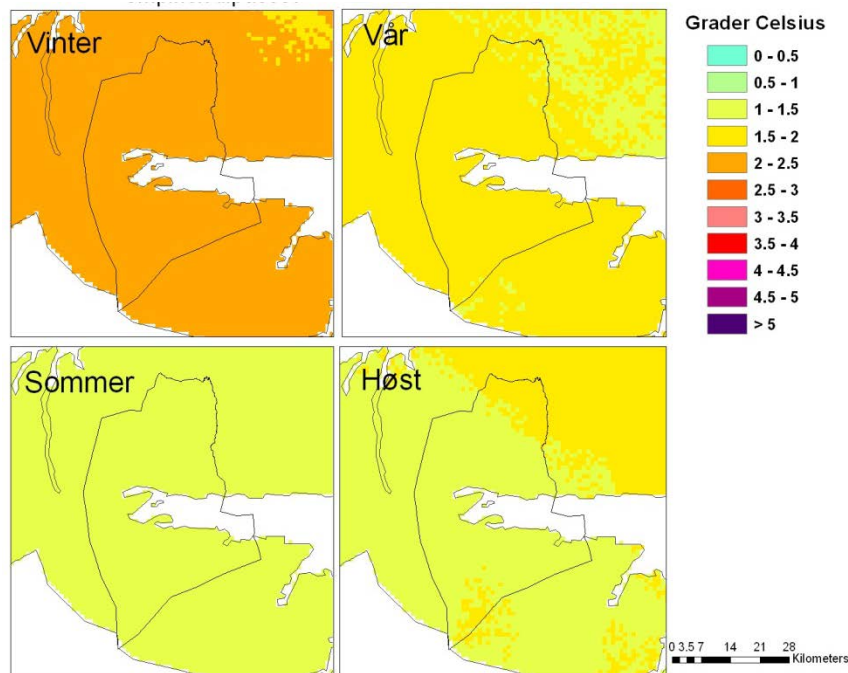 Vinter
Vår
Sommer
Høst
Grader Celsius
0 - 0.5
0.5 - 1
1 - 1.5
1.5 - 2
2 - 2.5
2.5 - 3
3 - 3.5
3.5 - 4
4 - 4.5
4.5 - 5
> 5
0 3.5 7 14 21 28
Kilometers